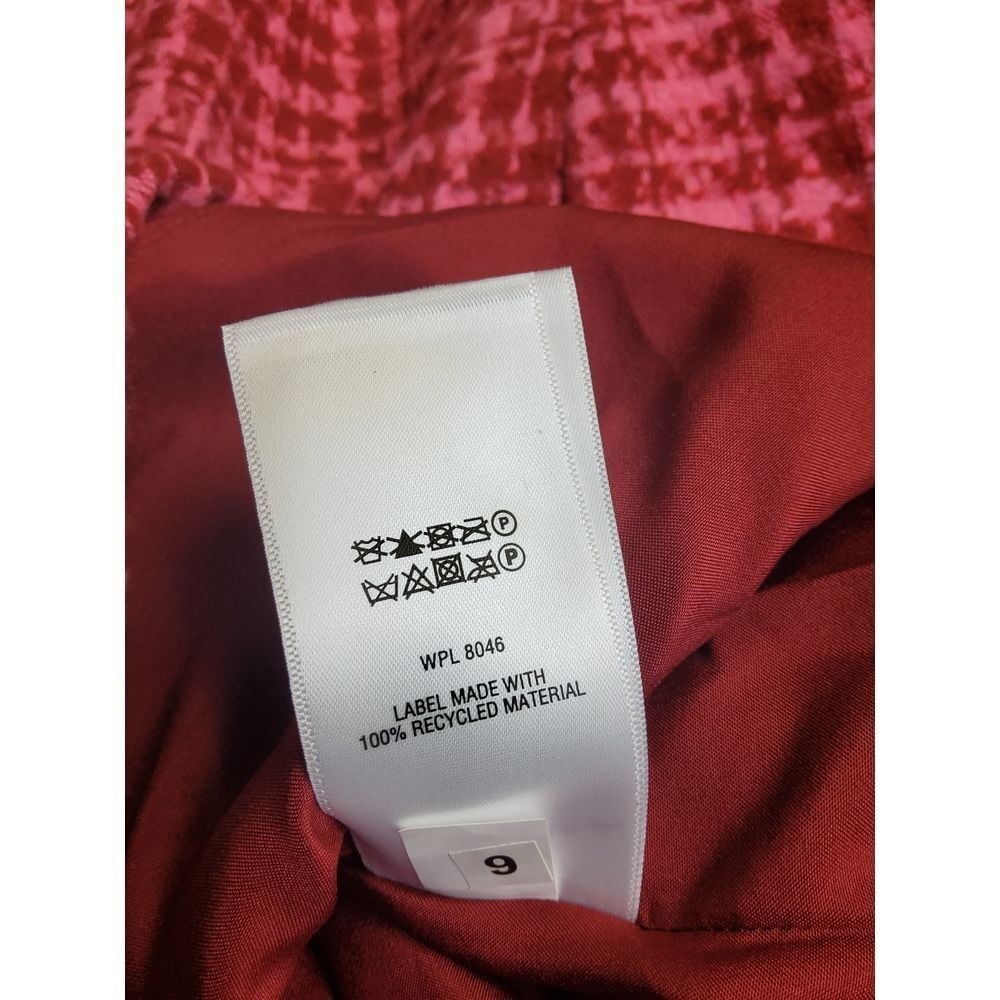 P
P
WPL 8046
LABEL MADE WITH
100% RECYCLED MATERIAL
9